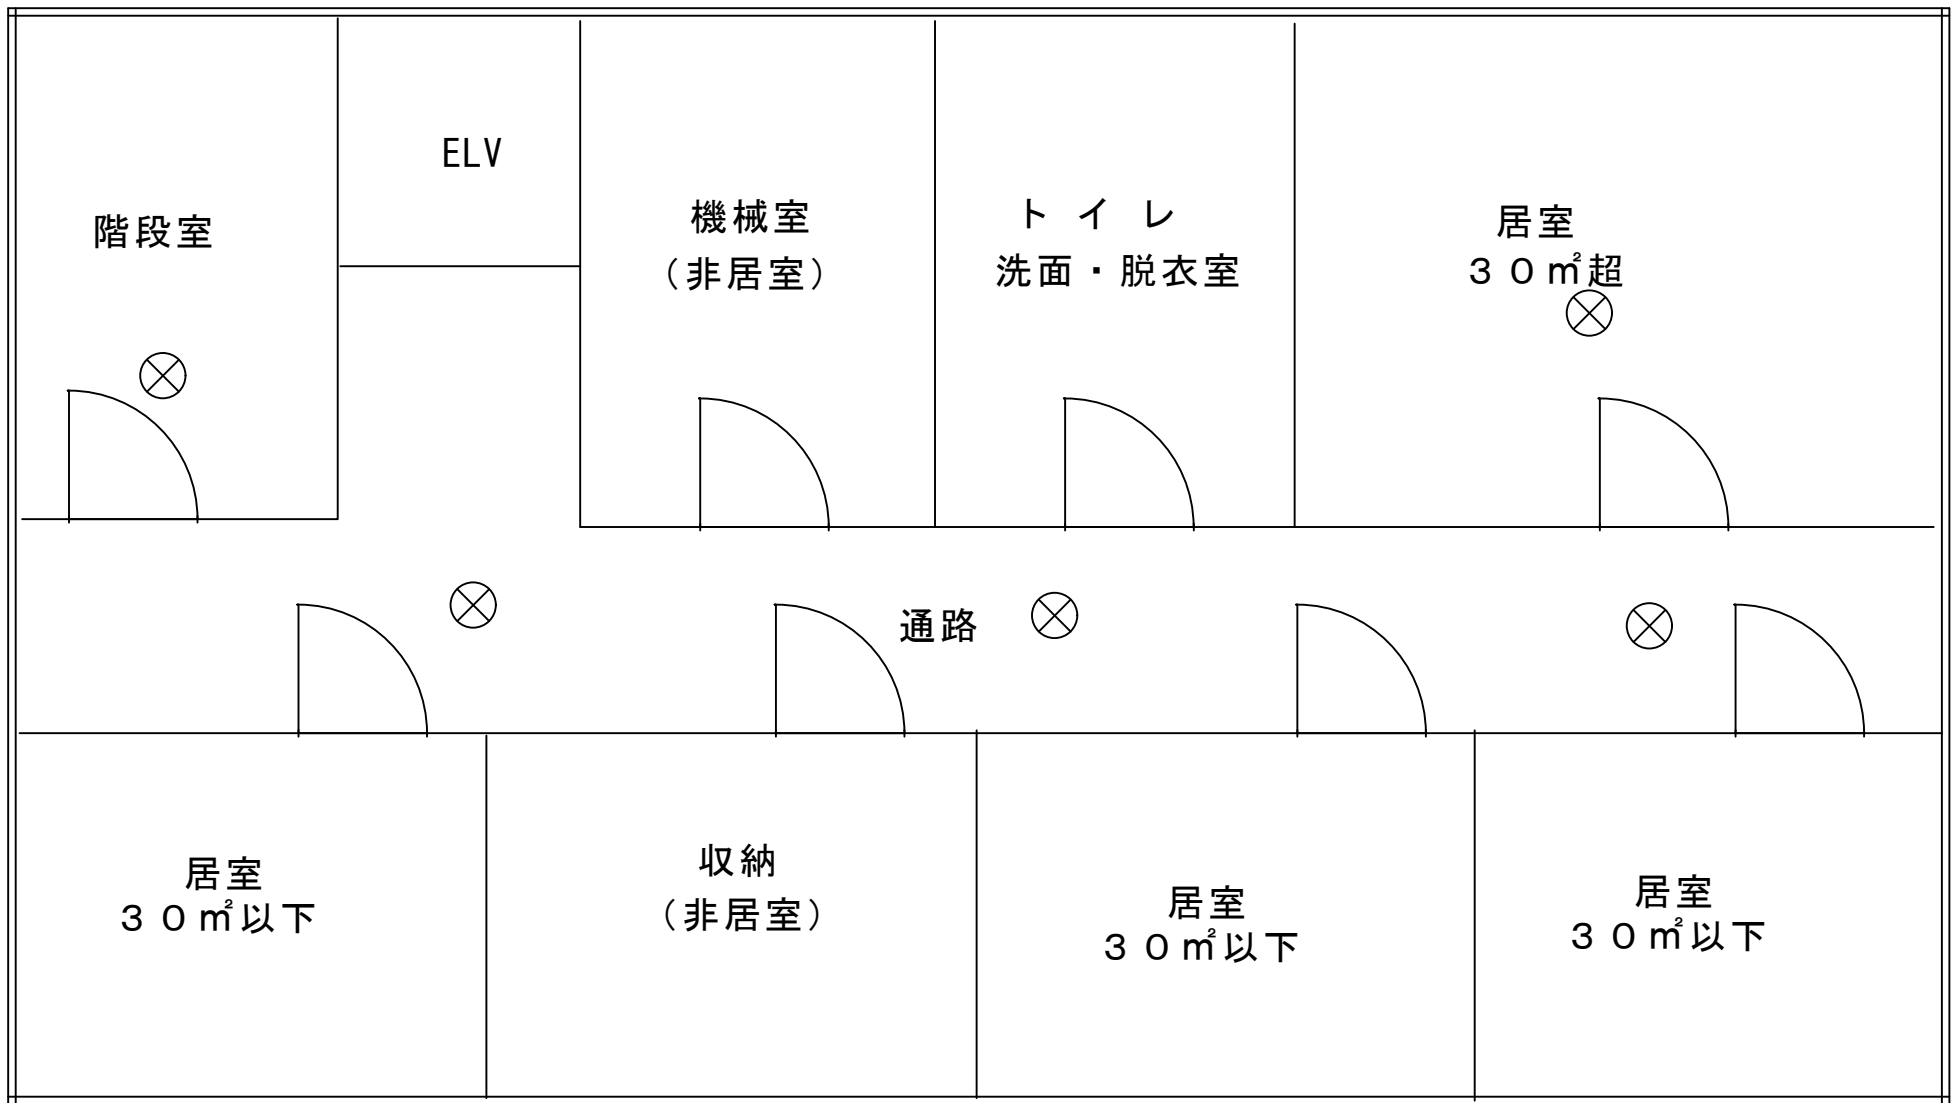 ELV
階段室
機械室
（非居室）
トイレ
洗面・脱衣室
居室
３０㎡超
通路
居室
３０㎡以下
収納
（非居室）
居室
３０㎡以下
居室
３０㎡以下